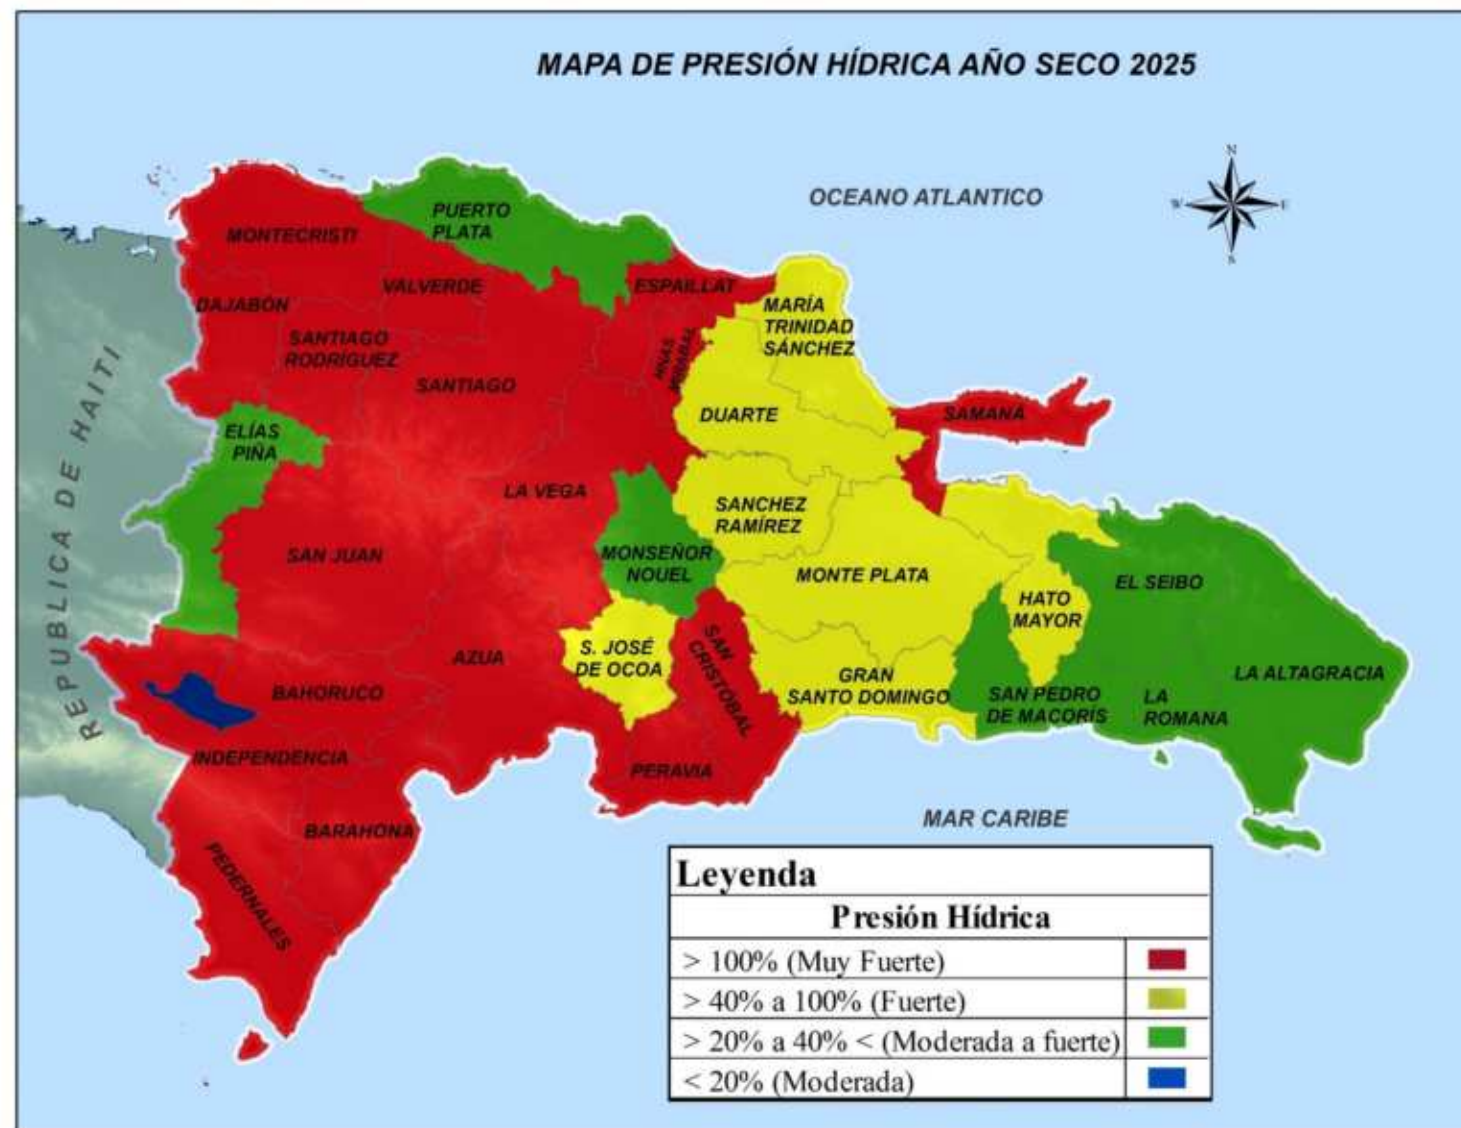 MAPA DE PRESIÓN HÍDRICA AÑO SECO 2025
N
W
E
S
OCEANO ATLANTICO
PUERTO
PLATA
MONTECRISTI
VALVERDE
ESPAILLAT
DAJABÓN
MARÍA
TRINIDAD
SÁNCHEZ
SANTIAGO
RODRÍGUEZ
HNAS
MIRABAL
SANTIAGO
DUARTE
SAMANÁ
REPUBLICA DE HAITI
ELÍAS
PIÑA
LA VEGA
SANCHEZ
RAMÍREZ
SAN JUAN
MONSEÑOR
NOUEL
MONTE PLATA
EL SEIBO
HATO
MAYOR
S. JOSÉ
DE OCOA
SAN
CRISTÓBAL
AZUA
GRAN
SANTO DOMINGO
LA ALTAGRACIA
BAHORUCO
SAN PEDRO
DE MACORÍS
LA
ROMANA
INDEPENDENCIA
PERAVIA
BARAHONA
PEDERNALES
MAR CARIBE
Leyenda
Presión Hídrica
> 100% (Muy Fuerte)
> 40% a 100% (Fuerte)
> 20% a 40% < (Moderada a fuerte)
< 20% (Moderada)